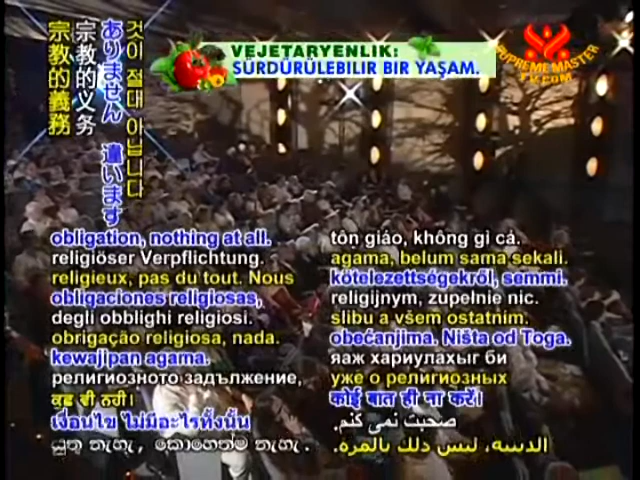 VEJETARYENLIK:
SÜRDÜRÜLEBILIR BIR YAŞAM.
SUPREME MASTER
TV.COM
것이 절대 아닙니다
ありません 違います
宗教的义务
宗教的義務
obligation, nothing at all.
religiöser Verpflichtung.
religieux, pas du tout. Nous
obligaciones religiosas,
degli obblighi religiosi.
obrigação religiosa, nada.
kewajipan agama.
религиозното задължение,
ਕੁਛ ਵੀ ਨਹੀ।
เงื่อนไข ไม่มีอะไรทั้งนั้น
යුතු නැහැ, කොහෙත්ම නැහැ.
tôn giáo, không gì cả.
agama, belum sama sekali.
kötelezettségekről, semmi.
religijnym, zupełnie nic.
slibu a všem ostatním.
obećanjima. Ništa od Toga.
яаж хариулахыг би
уже о религиозных
कोई बात ही ना करें।
صحبت نمی کنم.
الدينية، ليس ذلك بالمرة.